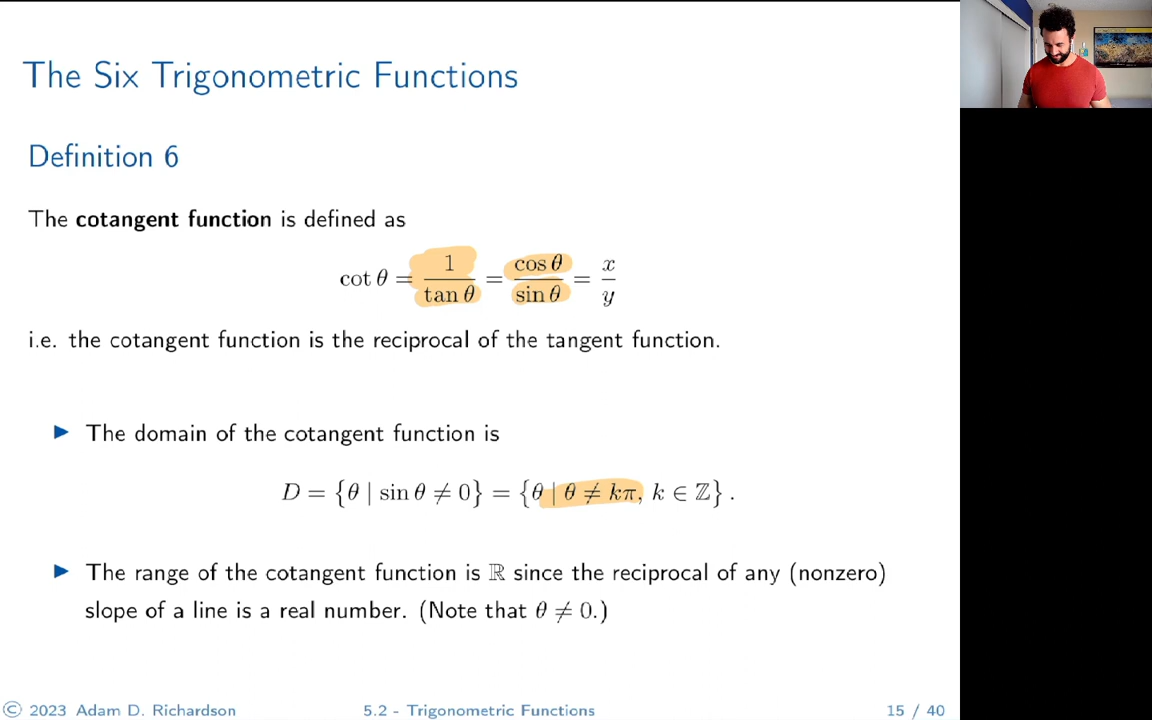 The Six Trigonometric Functions
Definition 6
The cotangent function is defined as
cot θ = 1/tan θ = cos θ/sin θ = x/y
i.e. the cotangent function is the reciprocal of the tangent function.
▶ The domain of the cotangent function is
D = {θ | sin θ ≠ 0} = {θ | θ ≠ kπ, k ∈ ℤ} .
▶ The range of the cotangent function is ℝ since the reciprocal of any (nonzero)
slope of a line is a real number. (Note that θ ≠ 0.)
© 2023 Adam D. Richardson
5.2 - Trigonometric Functions
15 / 40